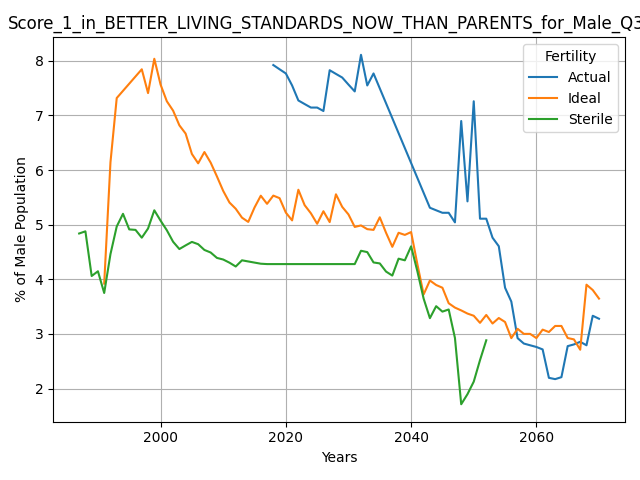 Score_1_in_BETTER_LIVING_STANDARDS_NOW_THAN_PARENTS_for_Male_Q3
Fertility
Actual
Ideal
Sterile
% of Male Population
8
7
6
5
4
3
2
2000 2020 2040 2060
Years